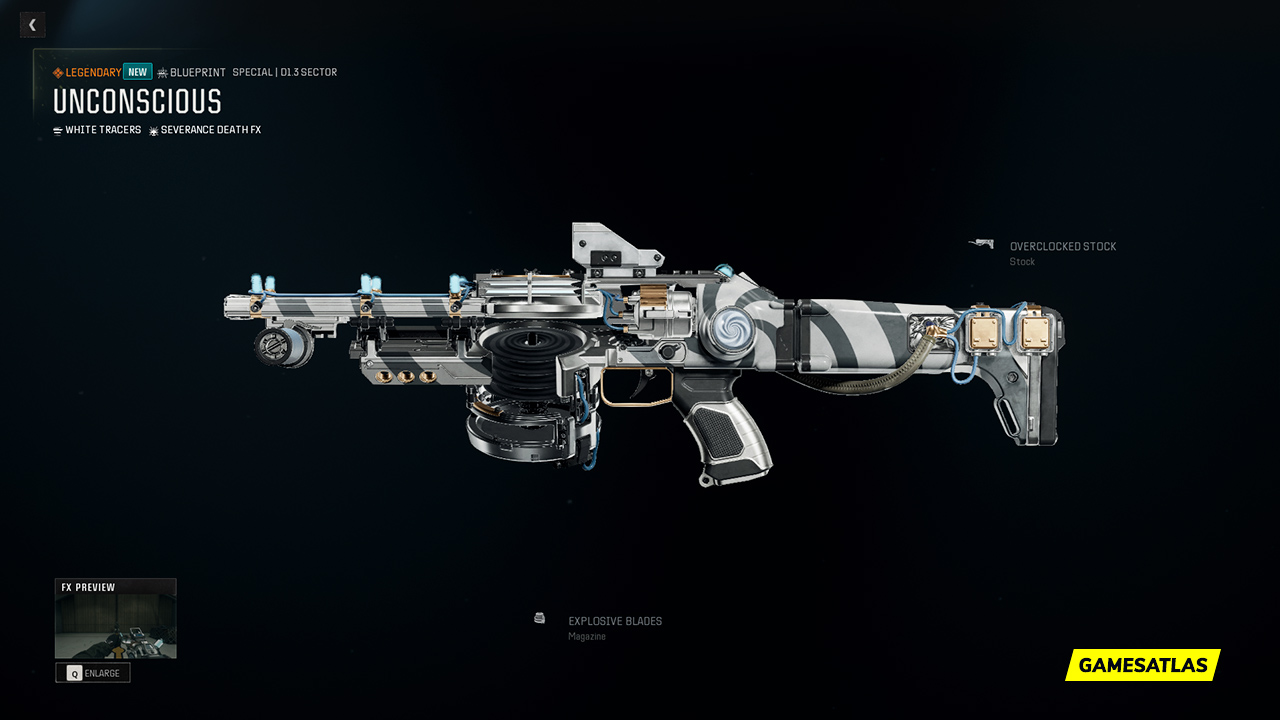 LEGENDARY NEW BLUEPRINT SPECIAL | D1.3 SECTOR
UNCONSCIOUS
WHITE TRACERS SEVERANCE DEATH FX
OVERCLOCKED STOCK
Stock
FX PREVIEW
EXPLOSIVE BLADES
Magazine
Q ENLARGE
GAMESATLAS